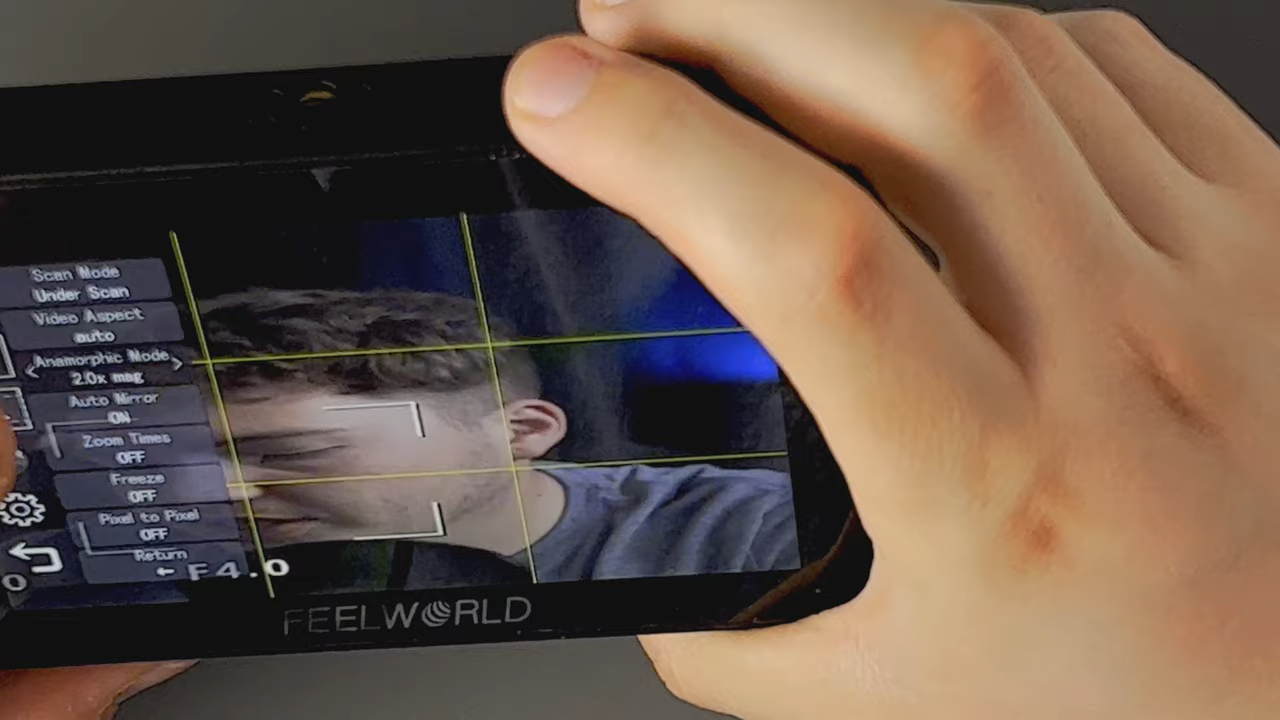 Scan Mode
Under Scan
Video Aspect
auto
Anamorphic Mode
2.0x mag
Auto Mirror
ON
Zoom Times
OFF
Freeze
OFF
Pixel to Pixel
OFF
Return
F4.0
0
FEELWORLD